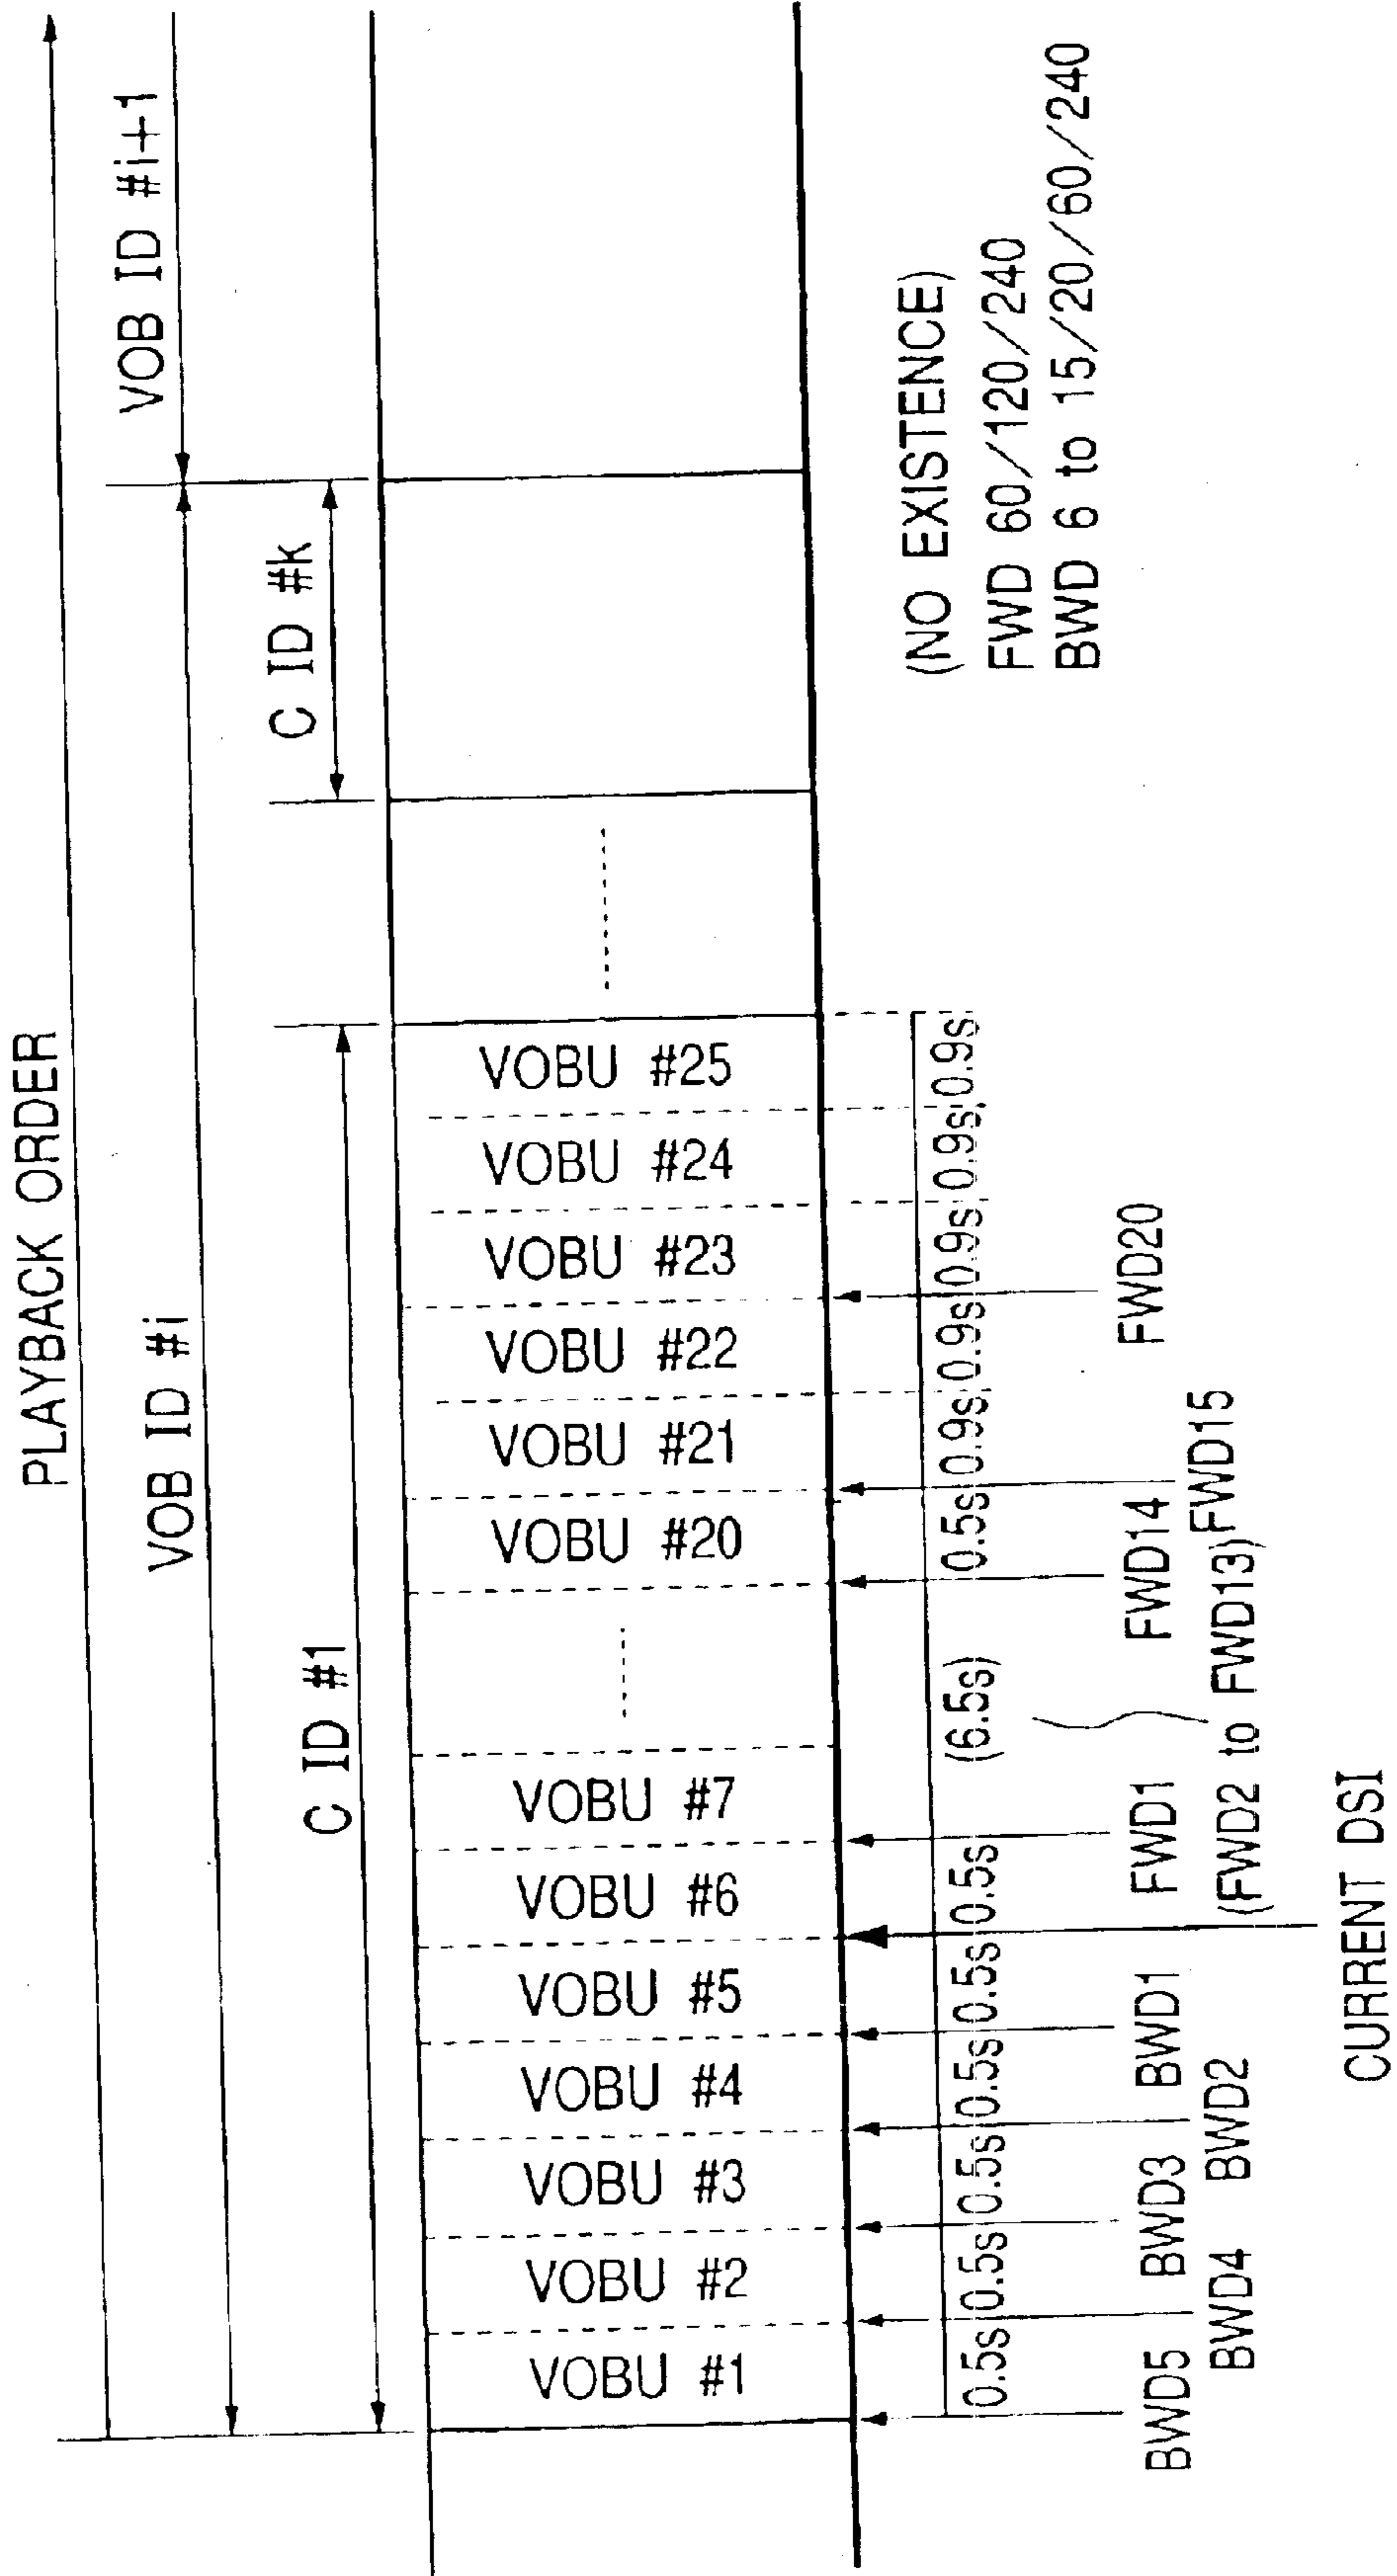 PLAYBACK ORDER
VOB ID #i
VOB ID #i+1
C ID #1
C ID #k
VOBU #1
VOBU #2
VOBU #3
VOBU #4
VOBU #5
VOBU #6
VOBU #7
VOBU #20
VOBU #21
VOBU #22
VOBU #23
VOBU #24
VOBU #25
0.5s 0.5s 0.5s 0.5s 0.5s 0.5s (6.5s) 0.5s 0.9s 0.9s 0.9s 0.9s 0.9s
BWD5 BWD3 BWD1 FWD1 FWD14 FWD20
BWD4 BWD2 (FWD2 to FWD13) FWD15
CURRENT DSI
(NO EXISTENCE)
FWD 60/120/240
BWD 6 to 15/20/60/240